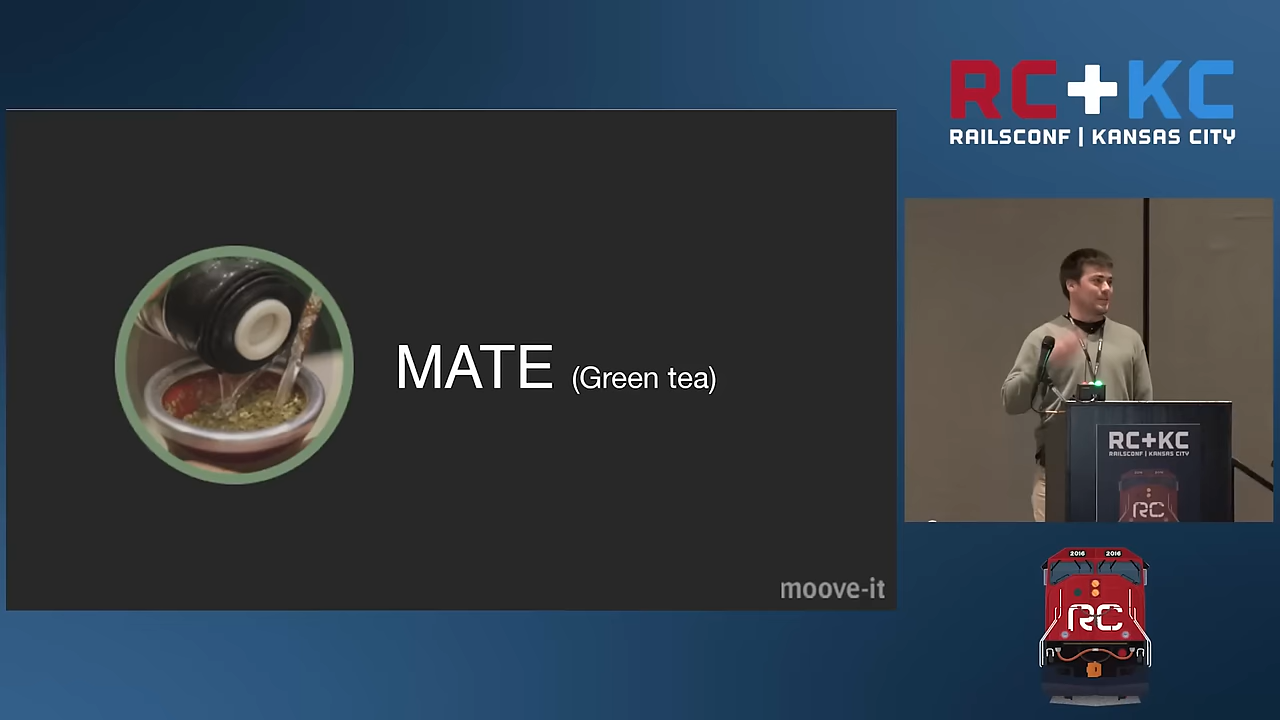 RC+KC
RAILSCONF | KANSAS CITY
MATE (Green tea)
moove-it
RC+KC
RAILSCONF | KANSAS CITY
RC
2016 2016
RC